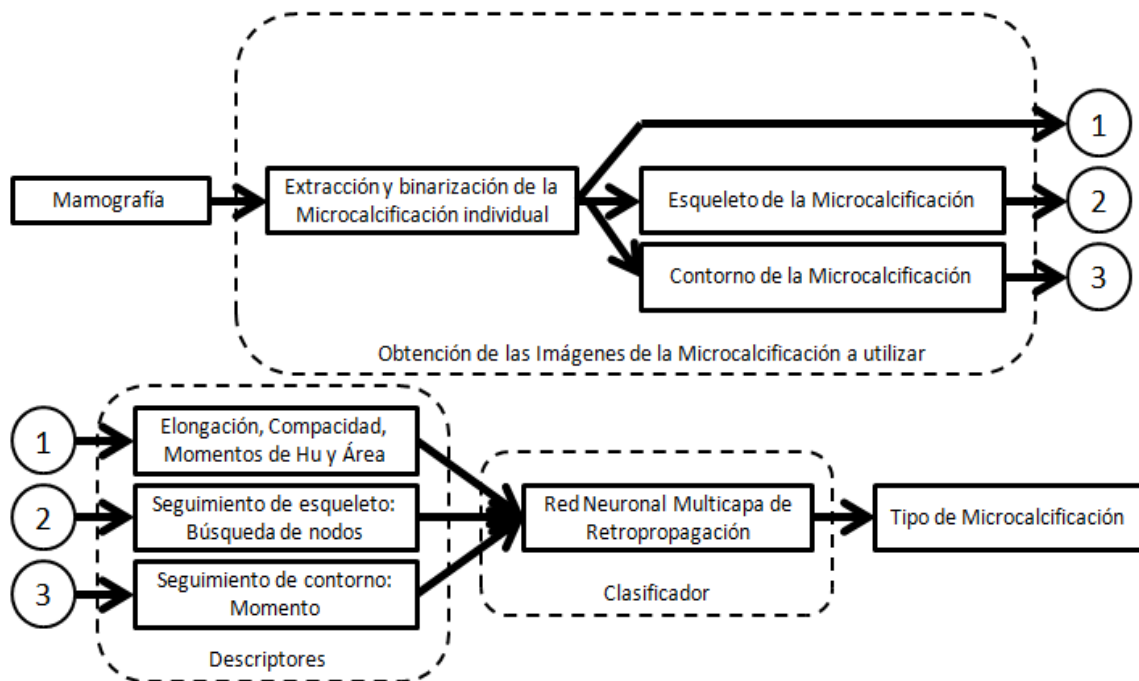 1
Mamografía
Extracción y binarización de la
Microcalcificación individual
Esqueleto de la Microcalcificación
2
Contorno de la Microcalcificación
3
Obtención de las Imágenes de la Microcalcificación a utilizar
1
Elongación, Compacidad,
Momentos de Hu y Área
2
Seguimiento de esqueleto:
Búsqueda de nodos
Red Neuronal Multicapa de
Retropropagación
Tipo de Microcalcificación
3
Seguimiento de contorno:
Momento
Clasificador
Descriptores